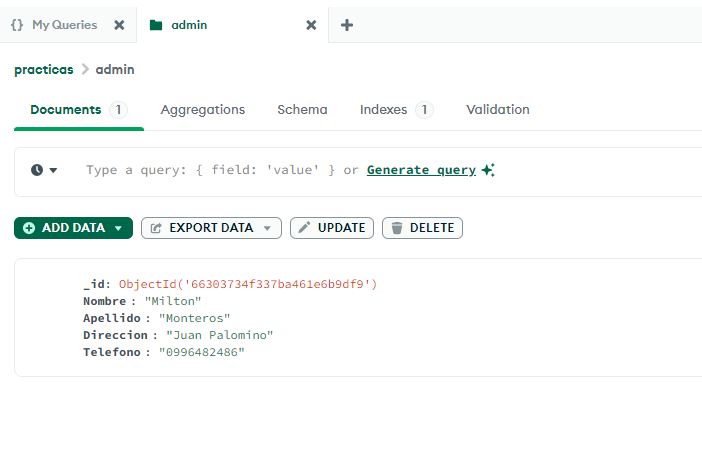 {} My Queries × admin × +
practicas > admin
Documents 1 Aggregations Schema Indexes 1 Validation
Type a query: { field: 'value' } or Generate query
ADD DATA EXPORT DATA UPDATE DELETE
_id: ObjectId('66303734f337ba461e6b9df9')
Nombre : "Milton"
Apellido : "Monteros"
Direccion : "Juan Palomino"
Telefono : "0996482486"